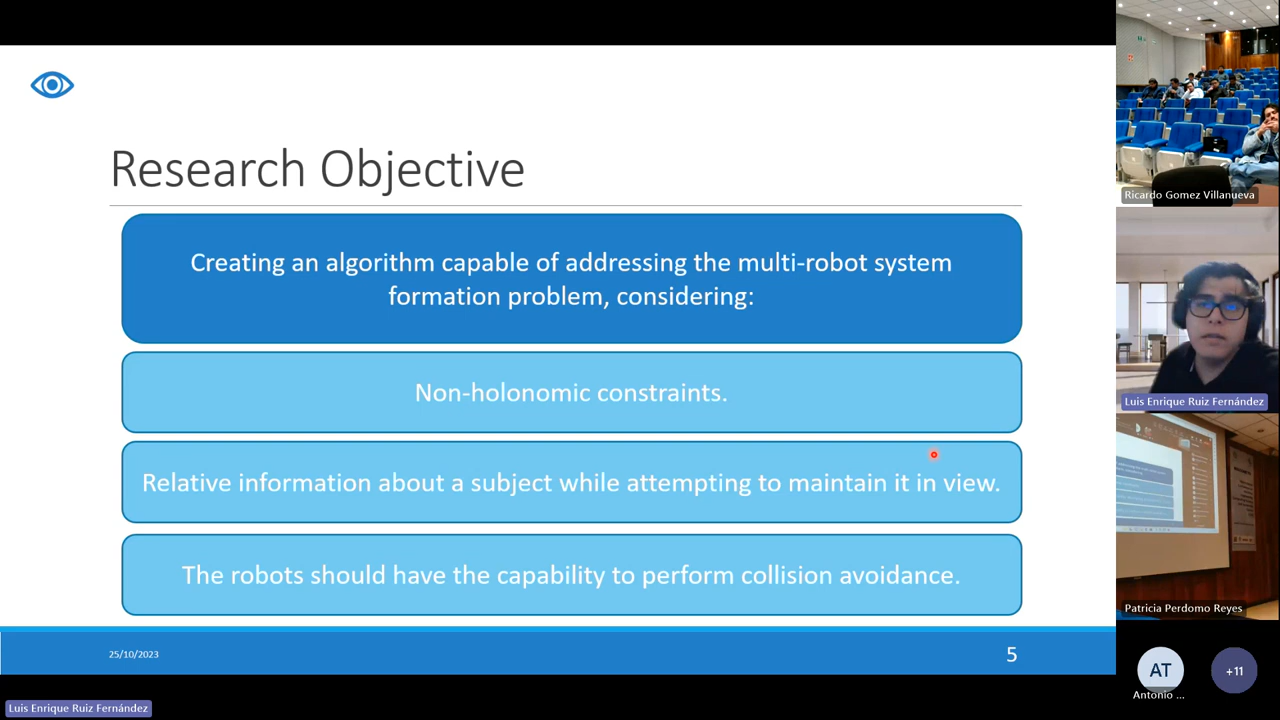 Research Objective
Creating an algorithm capable of addressing the multi-robot system
formation problem, considering:
Non-holonomic constraints.
Relative information about a subject while attempting to maintain it in view.
The robots should have the capability to perform collision avoidance.
25/10/2023
5
Luis Enrique Ruiz Fernández
Ricardo Gomez Villanueva
Luis Enrique Ruiz Fernández
Patricia Perdomo Reyes
AT
Antonio ...
+11